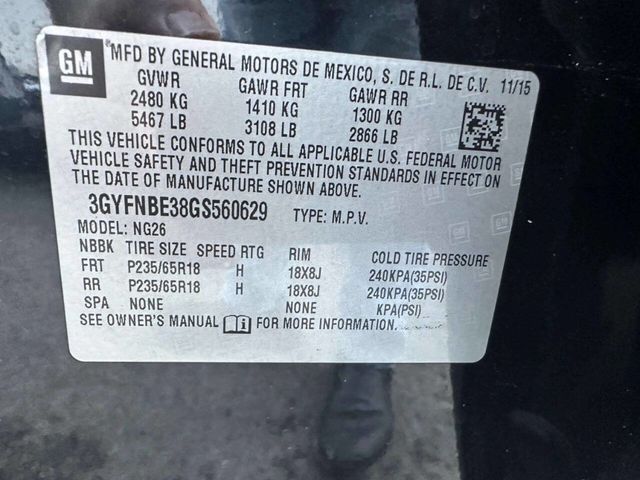 GM
MFD BY GENERAL MOTORS DE MEXICO, S. DE R.L. DE C.V. 11/15
GVWR GAWR FRT GAWR RR
2480 KG 1410 KG 1300 KG
5467 LB 3108 LB 2866 LB
THIS VEHICLE CONFORMS TO ALL APPLICABLE U.S. FEDERAL MOTOR
VEHICLE SAFETY AND THEFT PREVENTION STANDARDS IN EFFECT ON
THE DATE OF MANUFACTURE SHOWN ABOVE.
3GYFNBE38GS560629 TYPE: M.P.V.
MODEL: NG26
NBBK TIRE SIZE SPEED RTG RIM COLD TIRE PRESSURE
FRT P235/65R18 H 18X8J 240KPA(35PSI)
RR P235/65R18 H 18X8J 240KPA(35PSI)
SPA NONE NONE KPA(PSI)
SEE OWNER'S MANUAL FOR MORE INFORMATION.